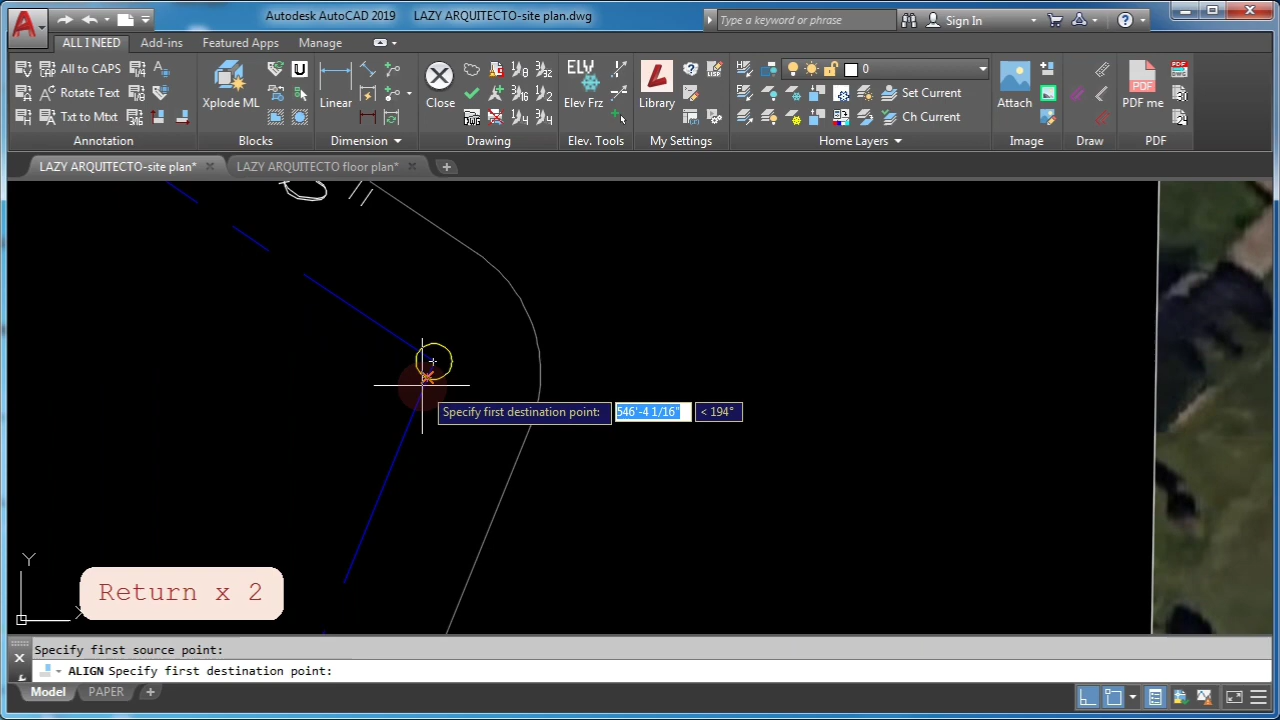 Autodesk AutoCAD 2019 LAZY ARQUITECTO-site plan.dwg
Type a keyword or phrase
Sign In
ALL I NEED Add-ins Featured Apps Manage
All to CAPS
Rotate Text
Txt to Mtxt
Xplode ML
Linear
Close
ELV
Elev Frz
Library
0
Set Current
Ch Current
Attach
PDF
PDF me
Annotation Blocks Dimension Drawing Elev. Tools My Settings Home Layers Image Draw PDF
LAZY ARQUITECTO-site plan* LAZY ARQUITECTO floor plan*
Specify first destination point: 546'-4 1/16" < 194°
Y
X
Return x 2
Specify first source point:
ALIGN Specify first destination point:
Model PAPER